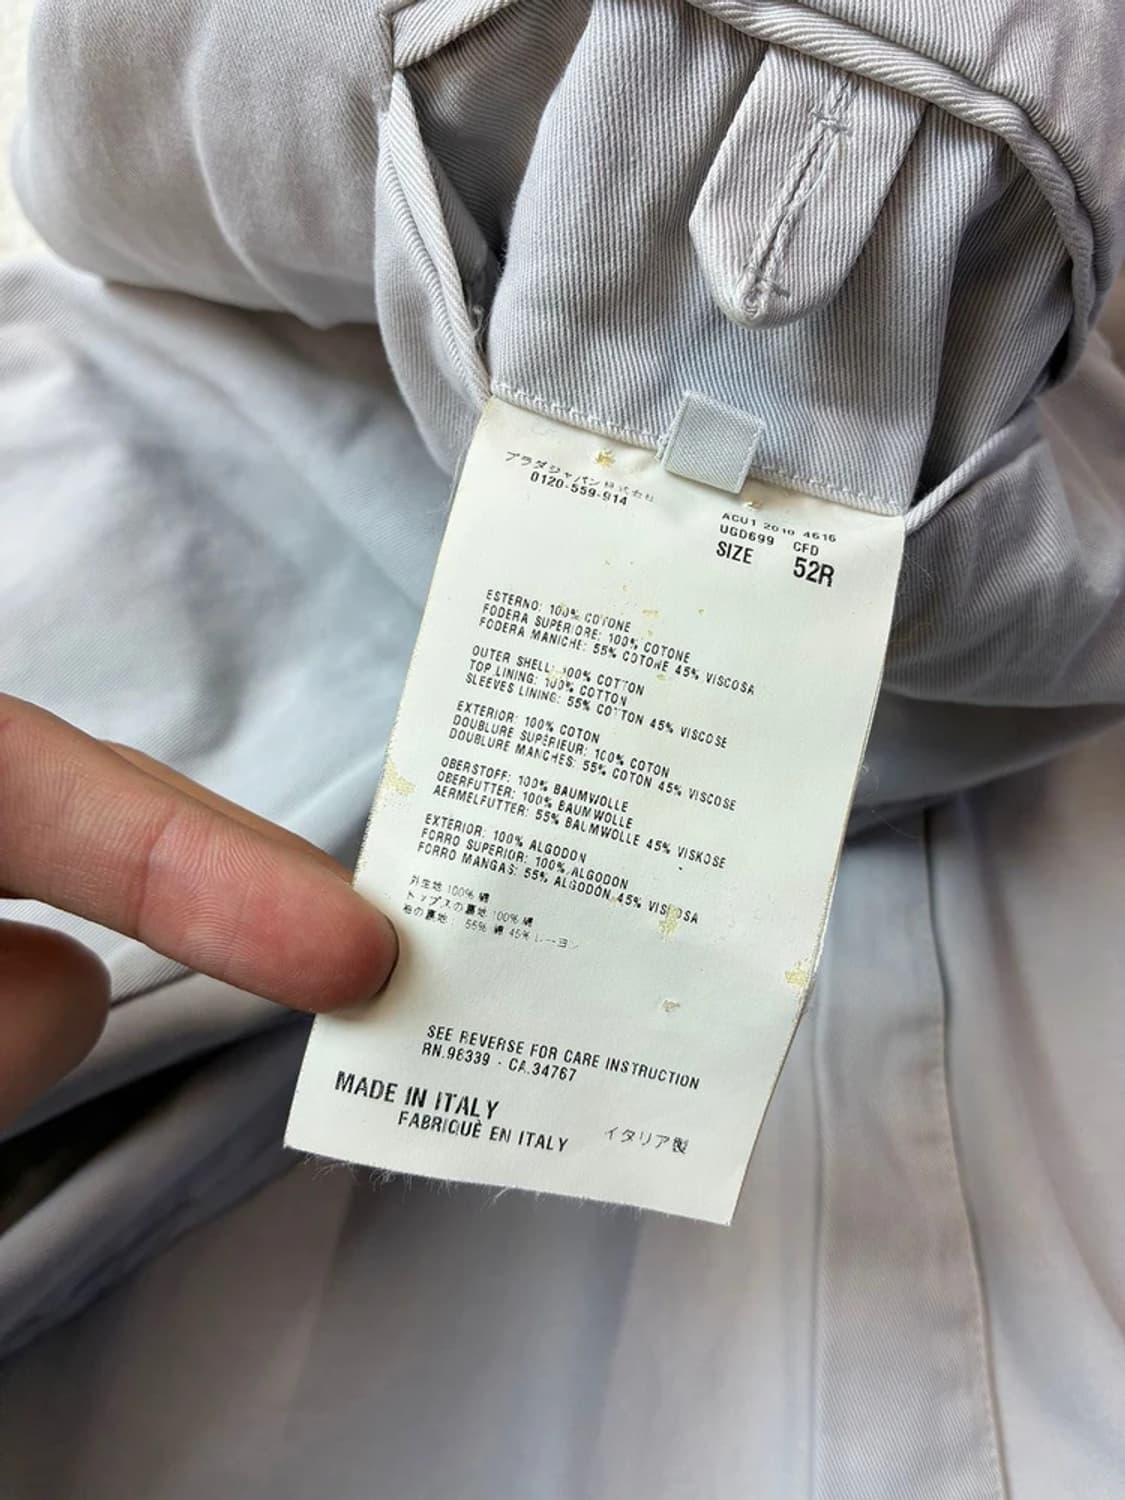 プラダジャパン株式会社
0120-559-914
ACU1 2010 4616
UGD699 CFD
SIZE 52R
ESTERNO: 100% COTONE
FODERA SUPERIORE: 100% COTONE
FODERA MANICHE: 55% COTONE 45% VISCOSA
OUTER SHELL: 100% COTTON
TOP LINING: 100% COTTON
SLEEVES LINING: 55% COTTON 45% VISCOSE
EXTERIOR: 100% COTON
DOUBLURE SUPERIEUR: 100% COTON
DOUBLURE MANCHES: 55% COTON 45% VISCOSE
OBERSTOFF: 100% BAUMWOLLE
OBERFUTTER: 100% BAUMWOLLE
AERMELFUTTER: 55% BAUMWOLLE 45% VISKOSE
EXTERIOR: 100% ALGODON
FORRO SUPERIOR: 100% ALGODON
FORRO MANGAS: 55% ALGODÓN 45% VISCOSA
外生地 100% 綿
トップスの裏地 100% 綿
袖の裏地: 55% 綿 45% レーヨン
SEE REVERSE FOR CARE INSTRUCTION
RN.96339 - CA.34767
MADE IN ITALY
FABRIQUÈ EN ITALY イタリア製